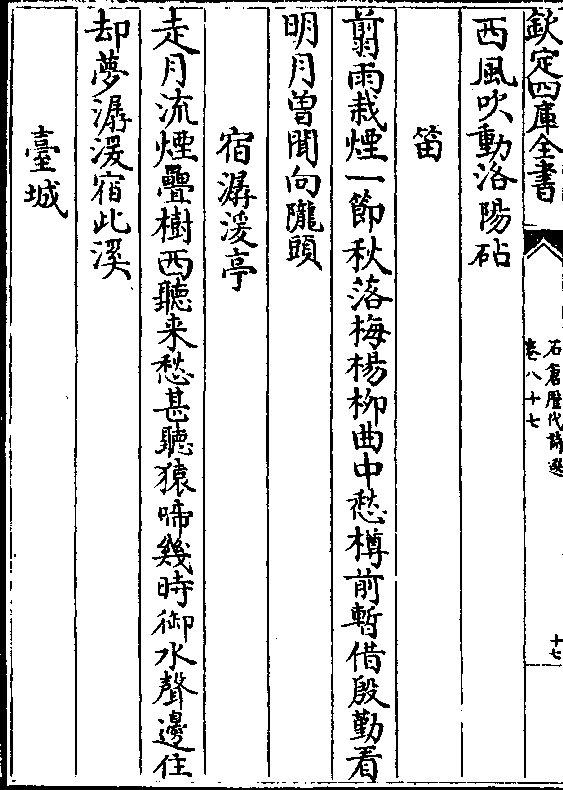 欽定四庫全書
石倉歴代詩選
卷八十七
十七
西風吹動洛陽砧
笛
翦雨裁煙一節秋落梅楊柳曲中愁樽前暫借殷勤看
明月曽聞向隴頭
宿潺湲亭
走月流煙疊樹西聽来愁甚聽猿啼幾時御水聲邊住
却夢潺湲宿此溪
臺城